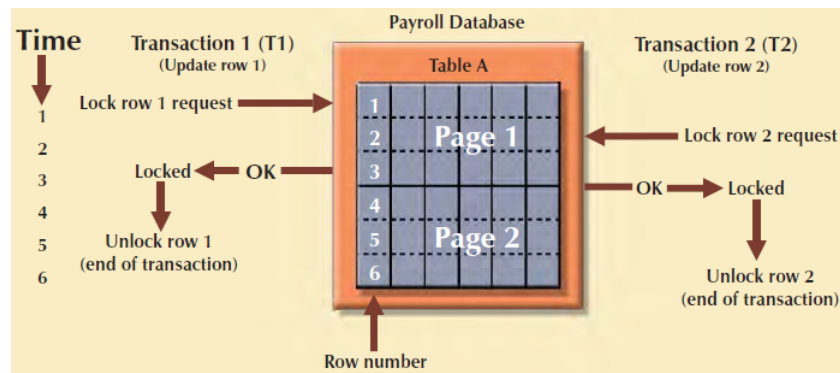 Payroll Database
Time
Transaction 1 (T1)
(Update row 1)
Table A
Transaction 2 (T2)
(Update row 2)
Lock row 1 request
1
2
3
4
5
6
1
2
3
4
5
6
Page 1
Page 2
Lock row 2 request
Locked
OK
OK
Locked
Unlock row 1
(end of transaction)
Unlock row 2
(end of transaction)
Row number